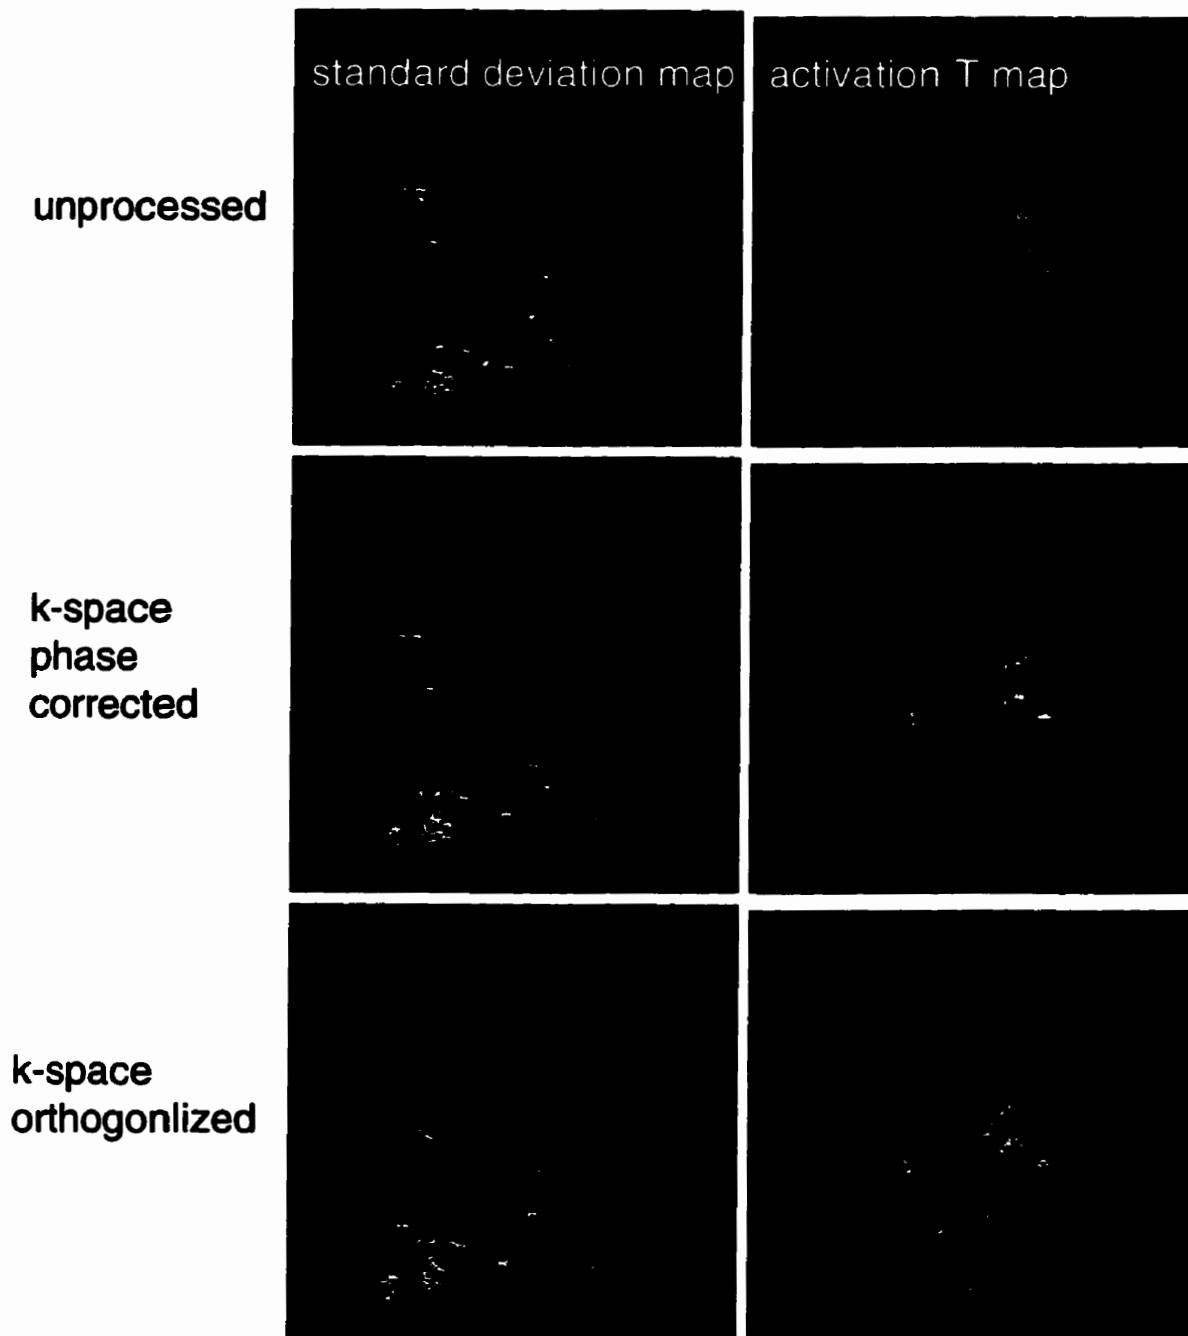 standard deviation map
activation T map
unprocessed
k-space
phase
corrected
k-space
orthogonlized